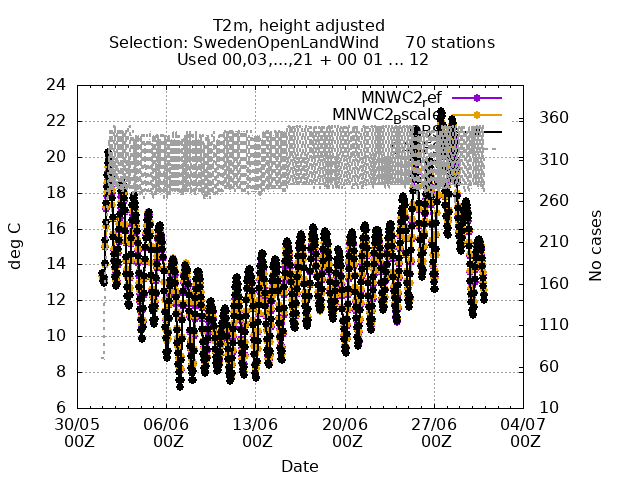 T2m, height adjusted
Selection: SwedenOpenLandWind 70 stations
Used 00,03,...,21 + 00 01 ... 12
24
22
20
18
16
14
12
10
8
6
deg C
MNWC2ref
MNWC2Bscale
360
310
260
210
160
110
60
10
No cases
30/05 06/06 13/06 20/06 27/06 04/07
00Z 00Z 00Z 00Z 00Z 00Z
Date